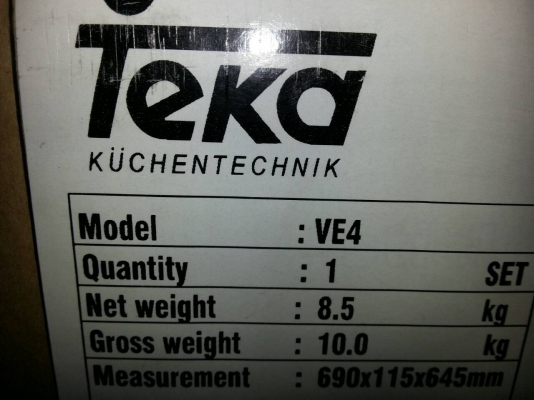 Teka
KÜCHENTECHNIK
Model : VE4
Quantity : 1 SET
Net weight : 8.5 kg
Gross weight : 10.0 kg
Measurement : 690x115x645mm